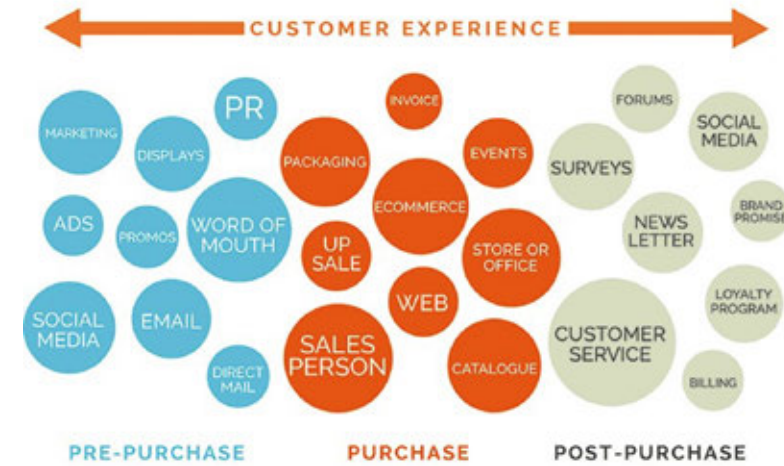 CUSTOMER EXPERIENCE
MARKETING
DISPLAYS
PR
ADS
PROMOS
WORD OF
MOUTH
SOCIAL
MEDIA
EMAIL
DIRECT
MAIL
INVOICE
PACKAGING
EVENTS
ECOMMERCE
UP
SALE
STORE OR
OFFICE
WEB
SALES
PERSON
CATALOGUE
FORUMS
SOCIAL
MEDIA
SURVEYS
NEWS
LETTER
BRAND
PROMISE
LOYALTY
PROGRAM
CUSTOMER
SERVICE
BILLING
PRE-PURCHASE
PURCHASE
POST-PURCHASE